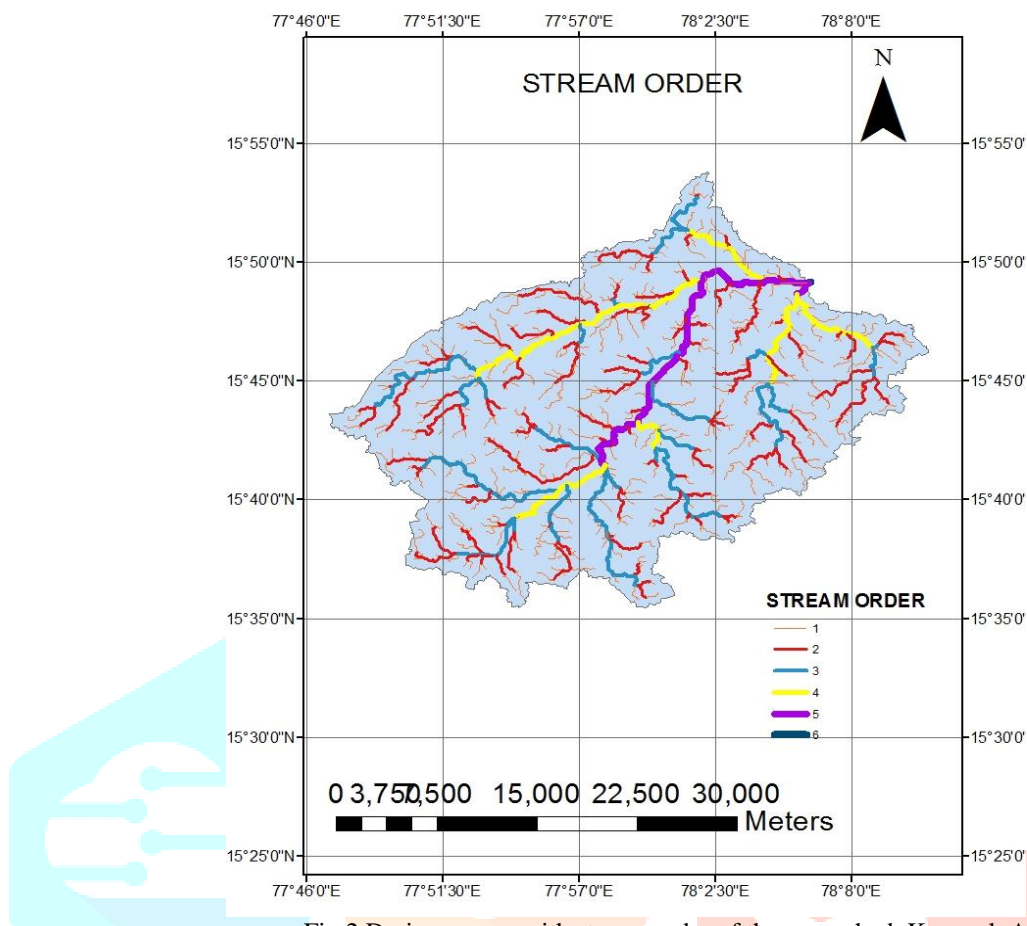 77°46'0"E 77°51'30"E 77°57'0"E 78°2'30"E 78°8'0"E
N
STREAM ORDER
15°55'0"N 15°55'0"
15°50'0"N 15°50'0"
15°45'0"N 15°45'0"
15°40'0"N 15°40'0"
STREAM ORDER
15°35'0"N 15°35'0"
1
2
3
4
5
6
15°30'0"N 15°30'0"
0 3,750 7,500 15,000 22,500 30,000
Meters
15°25'0"N 15°25'0"
77°46'0"E 77°51'30"E 77°57'0"E 78°2'30"E 78°8'0"E